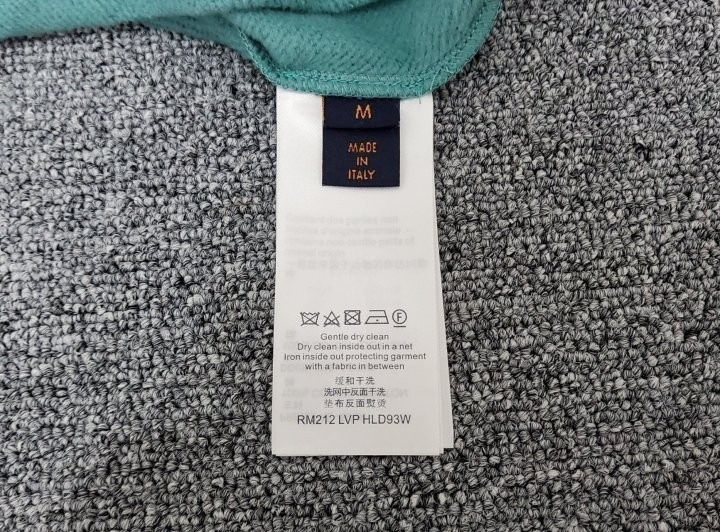 M
MADE
IN
ITALY
Gentle dry clean
Dry clean inside out in a net
Iron inside out protecting garment
with a fabric in between
缓和干洗
洗网中反面干洗
垫布反面熨烫
RM212 LVP HLD93W